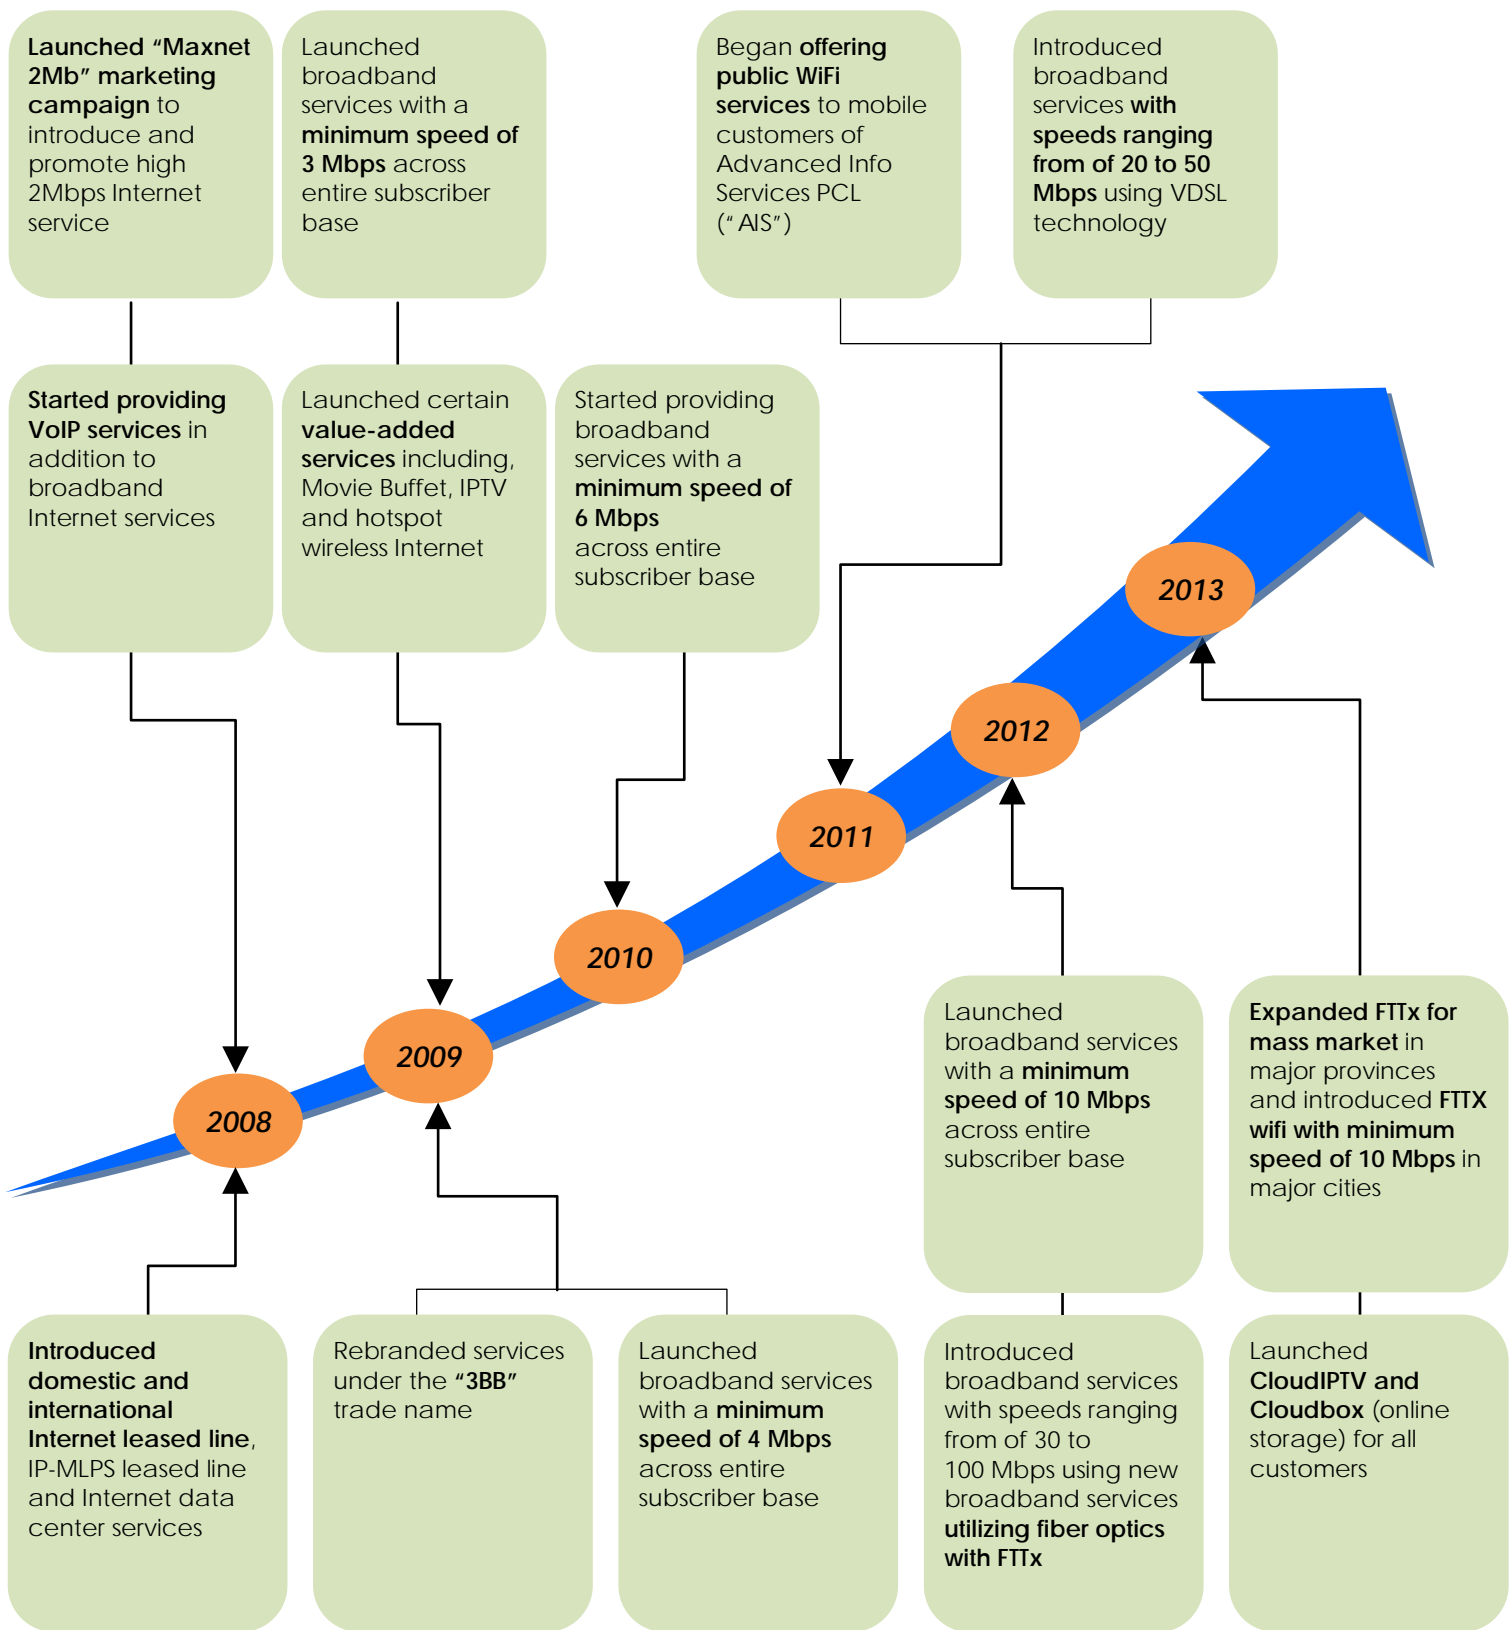 Launched “Maxnet
2Mb” marketing
campaign to
introduce and
promote high
2Mbps Internet
service
Launched
broadband
services with a
minimum speed of
3 Mbps across
entire subscriber
base
Began offering
public WiFi
services to mobile
customers of
Advanced Info
Services PCL
(“AIS”)
Introduced
broadband
services with
speeds ranging
from of 20 to 50
Mbps using VDSL
technology
Started providing
VoIP services in
addition to
broadband
Internet services
Launched certain
value-added
services including,
Movie Buffet, IPTV
and hotspot
wireless Internet
Started providing
broadband
services with a
minimum speed of
6 Mbps
across entire
subscriber base
2013
2012
2011
2010
2009
2008
Launched
broadband services
with a minimum
speed of 10 Mbps
across entire
subscriber base
Expanded FTTx for
mass market in
major provinces
and introduced FTTX
wifi with minimum
speed of 10 Mbps in
major cities
Introduced
domestic and
international
Internet leased line,
IP-MLPS leased line
and Internet data
center services
Rebranded services
under the “3BB”
trade name
Launched
broadband services
with a minimum
speed of 4 Mbps
across entire
subscriber base
Introduced
broadband services
with speeds ranging
from of 30 to
100 Mbps using new
broadband services
utilizing fiber optics
with FTTx
Launched
CloudIPTV and
Cloudbox (online
storage) for all
customers